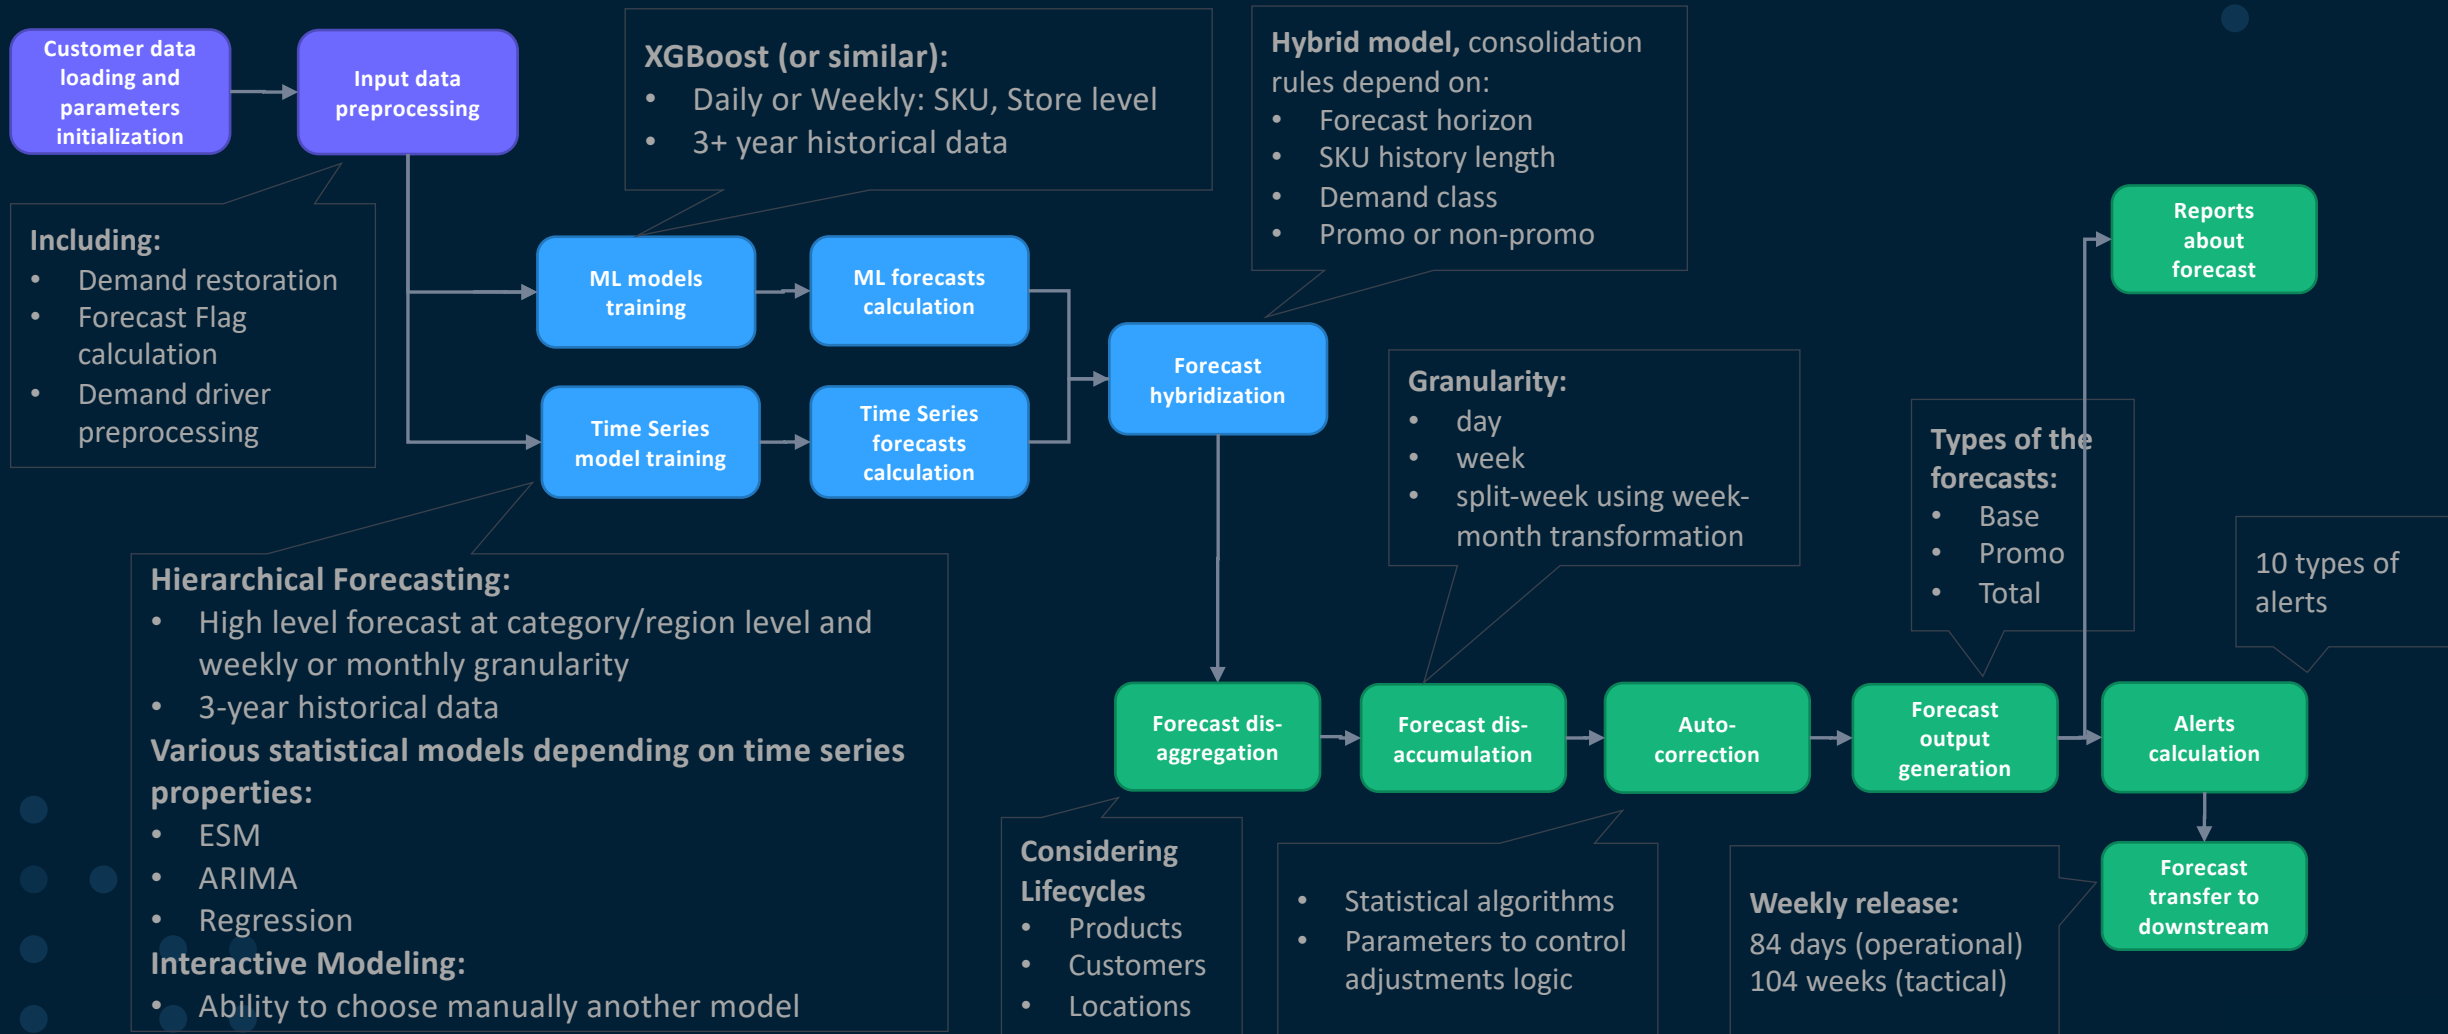 Customer data
loading and
parameters
initialization
Input data
preprocessing
XGBoost (or similar):
• Daily or Weekly: SKU, Store level
• 3+ year historical data
Hybrid model, consolidation
rules depend on:
• Forecast horizon
• SKU history length
• Demand class
• Promo or non-promo
Including:
• Demand restoration
• Forecast Flag
calculation
• Demand driver
preprocessing
ML models
training
ML forecasts
calculation
Time Series
model training
Time Series
forecasts
calculation
Forecast
hybridization
Reports
about
forecast
Granularity:
• day
• week
• split-week using week-
month transformation
Types of the
forecasts:
• Base
• Promo
• Total
10 types of
alerts
Hierarchical Forecasting:
• High level forecast at category/region level and
weekly or monthly granularity
• 3-year historical data
Various statistical models depending on time series
properties:
• ESM
• ARIMA
• Regression
Interactive Modeling:
• Ability to choose manually another model
Forecast dis-
aggregation
Forecast dis-
accumulation
Auto-
correction
Forecast
output
generation
Alerts
calculation
Considering
Lifecycles
• Products
• Customers
• Locations
• Statistical algorithms
• Parameters to control
adjustments logic
Weekly release:
84 days (operational)
104 weeks (tactical)
Forecast
transfer to
downstream